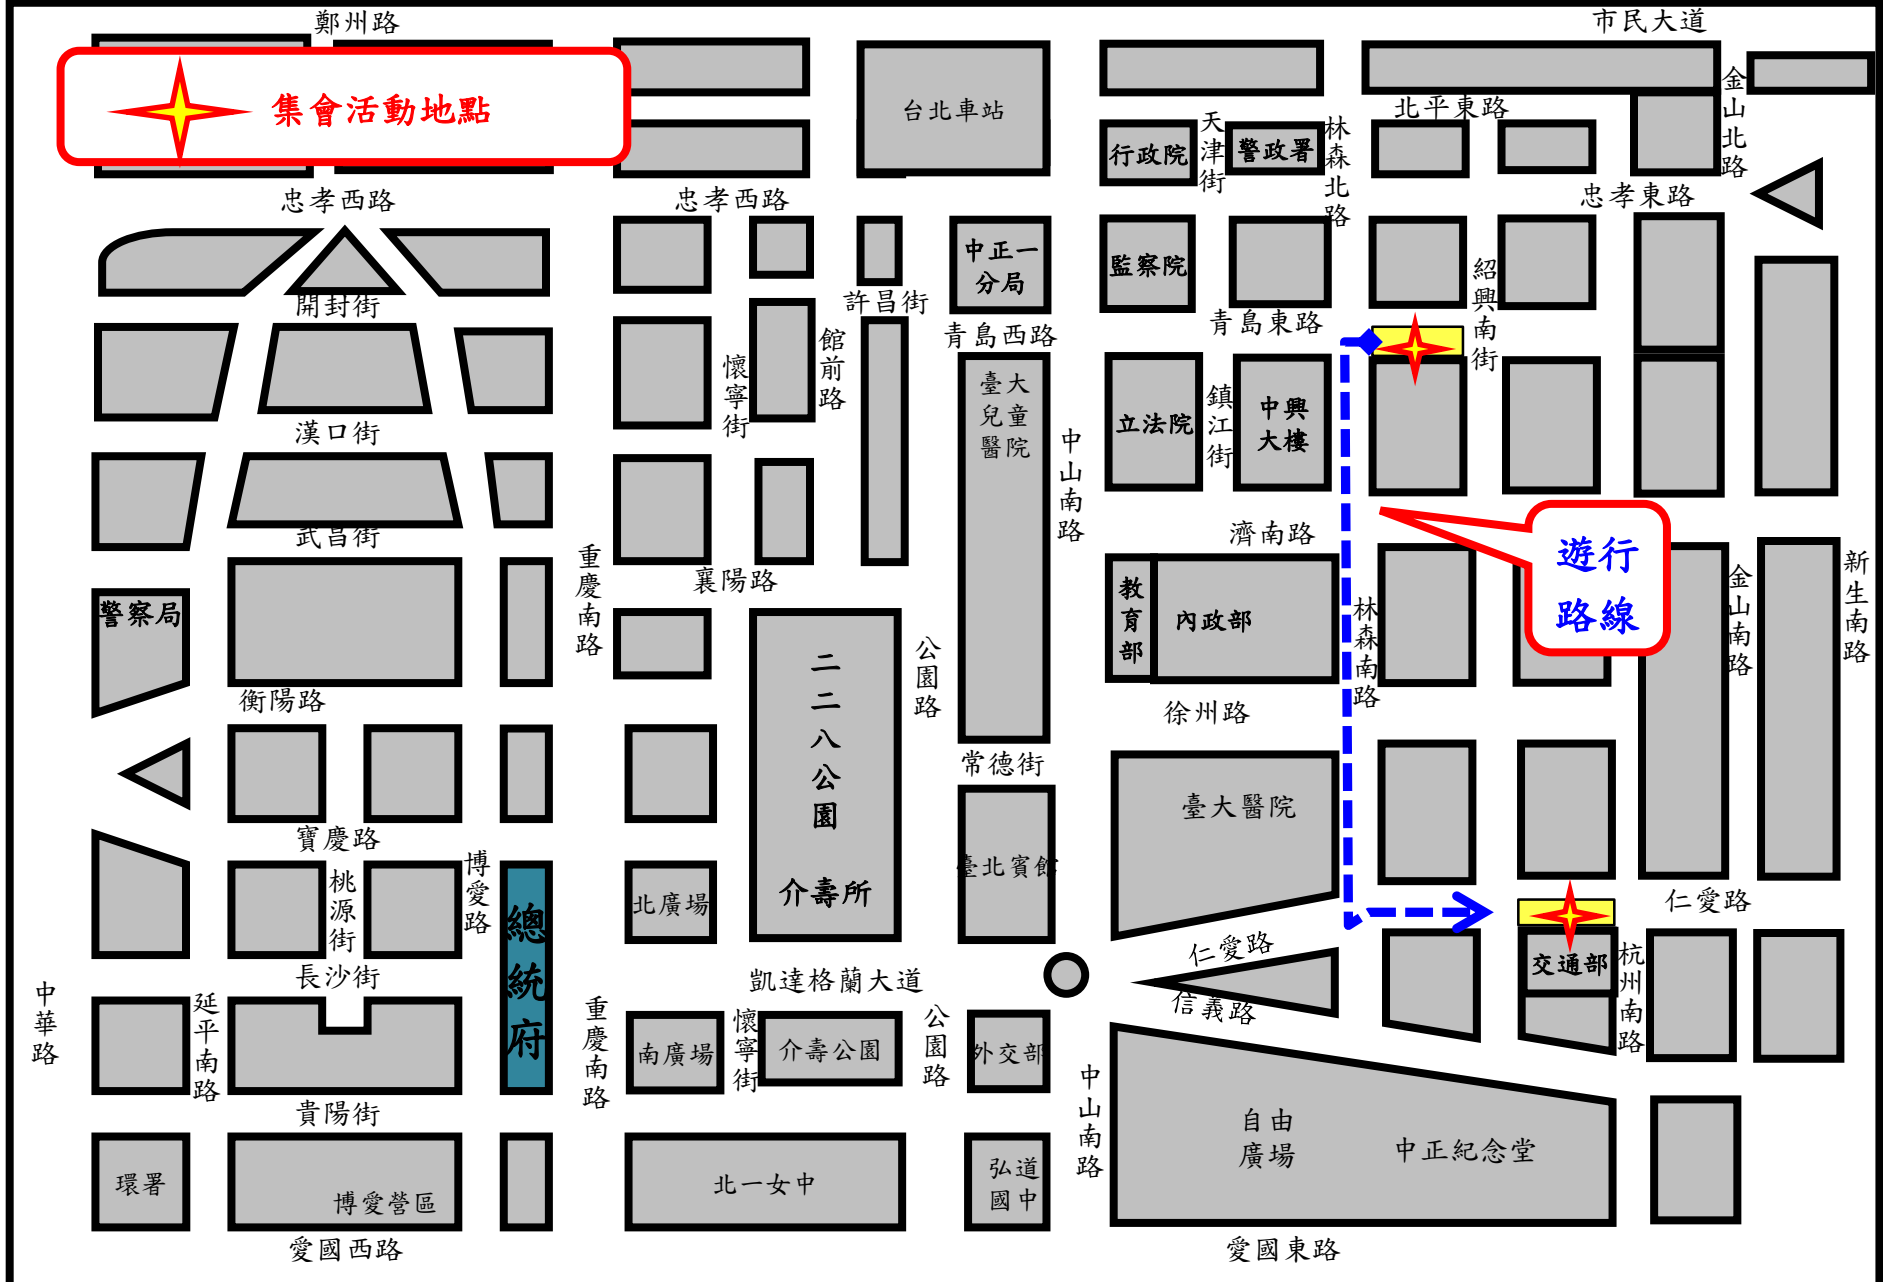 鄭州路
市民大道
集會活動地點
台北車站
北平東路
金山北路
天津街
林森北路
行政院
警政署
忠孝西路
忠孝西路
忠孝東路
中正一
分局
監察院
紹興南街
開封街
許昌街
青島西路
青島東路
懷寧街
館前路
臺大
兒童
醫院
立法院
鎮江街
中興
大樓
漢口街
中山南路
武昌街
濟南路
遊行
路線
重慶南路
襄陽路
警察局
教育部
內政部
林森南路
金山南路
新生南路
二二八公園
公園路
衡陽路
徐州路
常德街
臺大醫院
寶慶路
桃源街
博愛路
總統府
北廣場
介壽所
臺北賓館
仁愛路
仁愛路
長沙街
凱達格蘭大道
信義路
交通部
杭州南路
中華路
延平南路
重慶南路
南廣場
懷寧街
介壽公園
公園路
外交部
中山南路
貴陽街
自由
廣場
中正紀念堂
環署
博愛營區
北一女中
弘道
國中
愛國西路
愛國東路